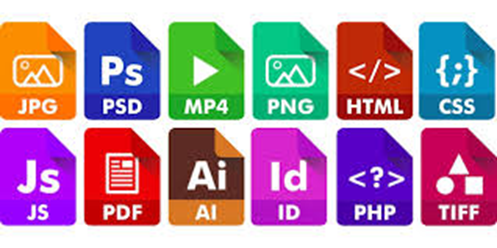 Ps </> {;}
JPG PSD MP4 PNG HTML CSS
Js Ai Id <?>
JS PDF AI ID PHP TIFF